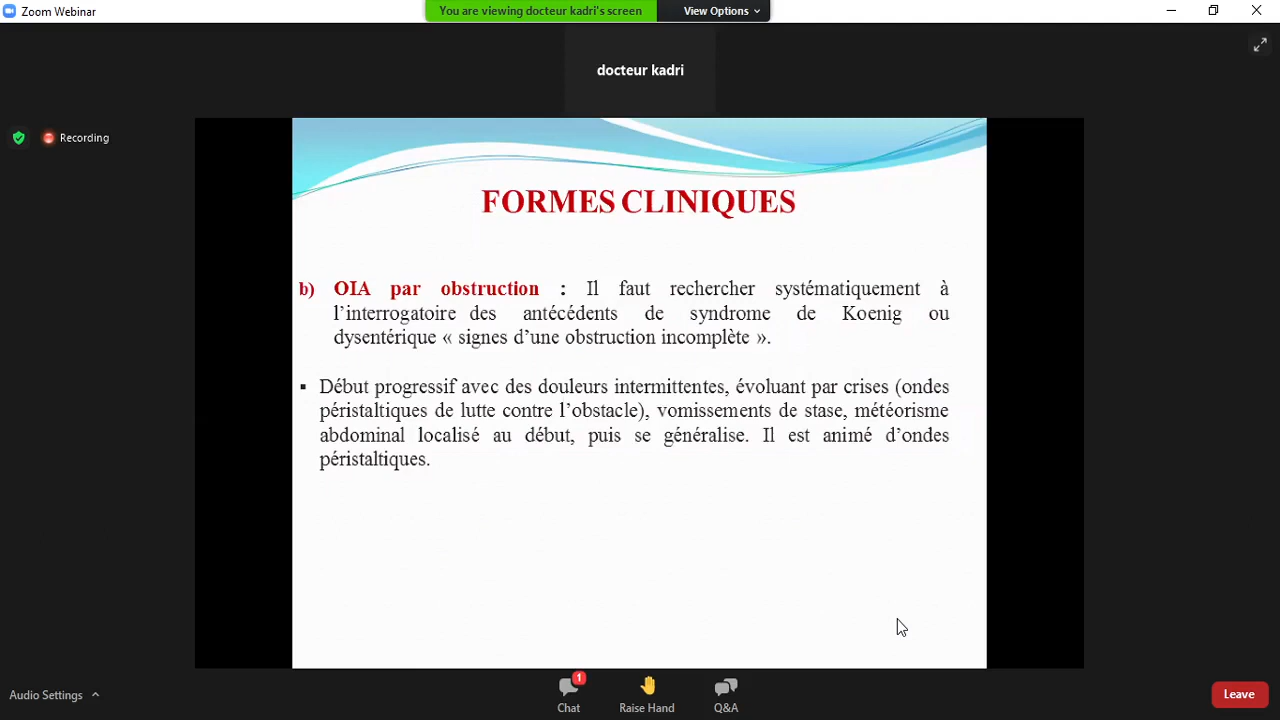 Zoom Webinar
You are viewing docteur kadri's screen
View Options
docteur kadri
Recording
FORMES CLINIQUES
b) OIA par obstruction : Il faut rechercher systématiquement à
l’interrogatoire des antécédents de syndrome de Koenig ou
dysentérique « signes d’une obstruction incomplète ».
▪ Début progressif avec des douleurs intermittentes, évoluant par crises (ondes
péristaltiques de lutte contre l’obstacle), vomissements de stase, météorisme
abdominal localisé au début, puis se généralise. Il est animé d’ondes
péristaltiques.
Audio Settings
1
Chat
Raise Hand
Q&A
Leave